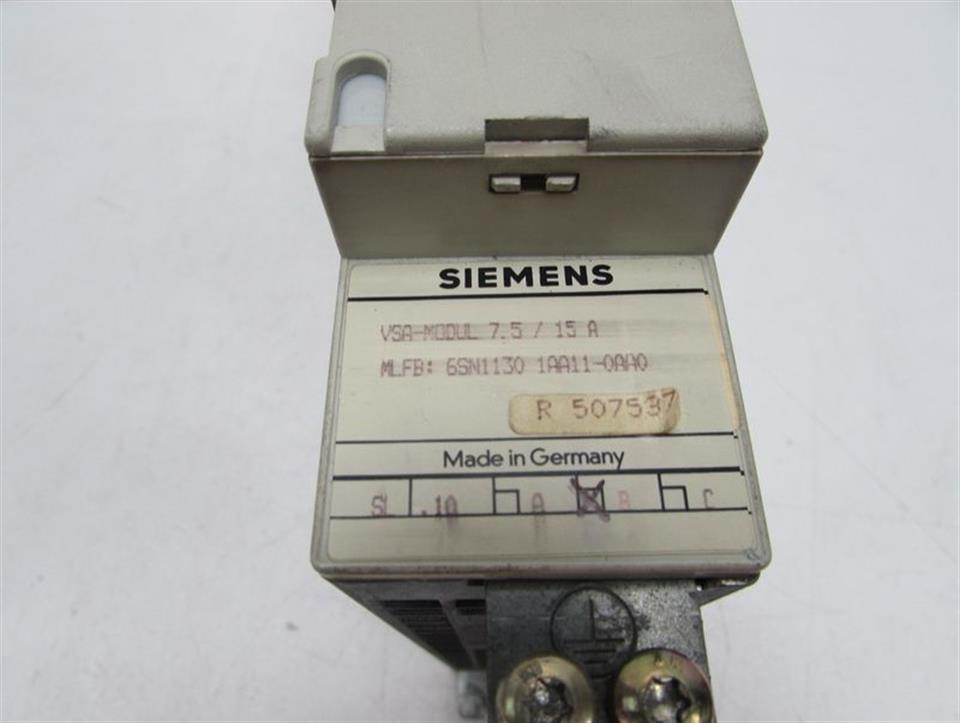 SIEMENS
VSA-MODUL 7.5 / 15 A
MLFB: 6SN1130 1AA11-0AA0
R 507537
Made in Germany
SL .10 A B C